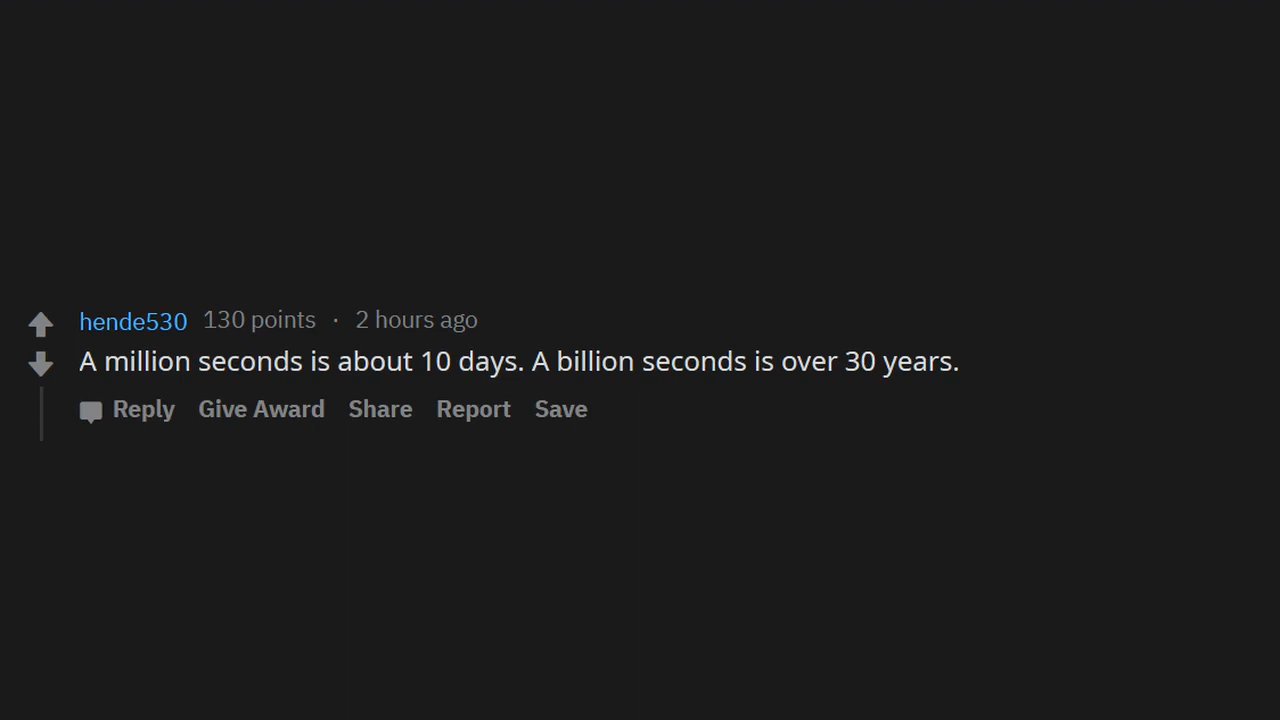 hende530 130 points · 2 hours ago
A million seconds is about 10 days. A billion seconds is over 30 years.
Reply Give Award Share Report Save